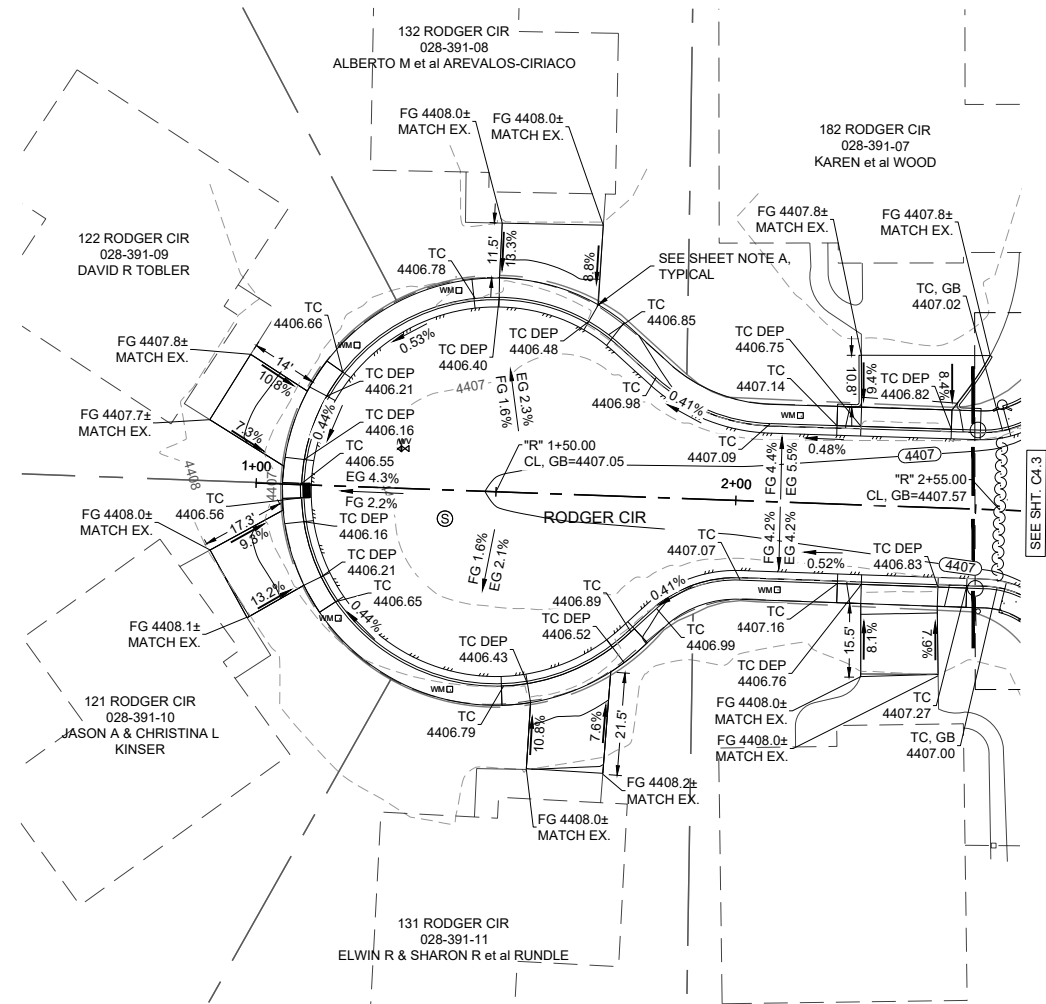 132 RODGER CIR
028-391-08
ALBERTO M et al AREVALOS-CIRIACO
FG 4408.0±
MATCH EX.
FG 4408.0±
MATCH EX.
182 RODGER CIR
028-391-07
KAREN et al WOOD
FG 4407.8±
MATCH EX.
FG 4407.8±
MATCH EX.
122 RODGER CIR
028-391-09
DAVID R TOBLER
11.5'
13.3%
8.8%
SEE SHEET NOTE A,
TYPICAL
TC
4406.78
WM
TC, GB
4407.02
TC
4406.66
WM
TC
4406.85
0.53%
TC DEP
4406.48
TC DEP
4406.75
FG 4407.8±
MATCH EX.
14'
10.8%
TC DEP
4406.40
TC
4407.14
10.8'
9.4%
TC DEP
4406.82
8.4%
TC DEP
4406.21
4407
EG 2.3%
FG 1.6%
TC
4406.98
0.41%
WM
FG 4407.7±
MATCH EX.
7.3%
0.44%
TC DEP
4406.16
WV
TC
4407.09
0.48%
4407
"R" 1+50.00
CL, GB=4407.05
FG 4.4%
EG 5.5%
4408
4407
1+00
TC
4406.55
EG 4.3%
FG 2.2%
2+00
"R" 2+55.00
CL, GB=4407.57
SEE SHT. C4.3
TC
4406.56
S
RODGER CIR
FG 4408.0±
MATCH EX.
17.3'
9.3%
TC DEP
4406.16
FG 1.6%
EG 2.1%
FG 4.2%
EG 4.2%
TC
4407.07
0.52%
TC DEP
4406.83
4407
TC DEP
4406.21
13.2%
TC
4406.65
WM
0.44%
TC
4406.89
0.41%
WM
TC
4407.16
FG 4408.1±
MATCH EX.
TC DEP
4406.52
TC
4406.99
15.5'
8.1%
7.9%
TC DEP
4406.43
WM
TC DEP
4406.76
121 RODGER CIR
028-391-10
JASON A & CHRISTINA L
KINSER
TC
4406.79
10.8%
7.6%
21.5'
FG 4408.0±
MATCH EX.
TC
4407.27
FG 4408.0±
MATCH EX.
TC, GB
4407.00
FG 4408.2±
MATCH EX.
FG 4408.0±
MATCH EX.
131 RODGER CIR
028-391-11
ELWIN R & SHARON R et al RUNDLE